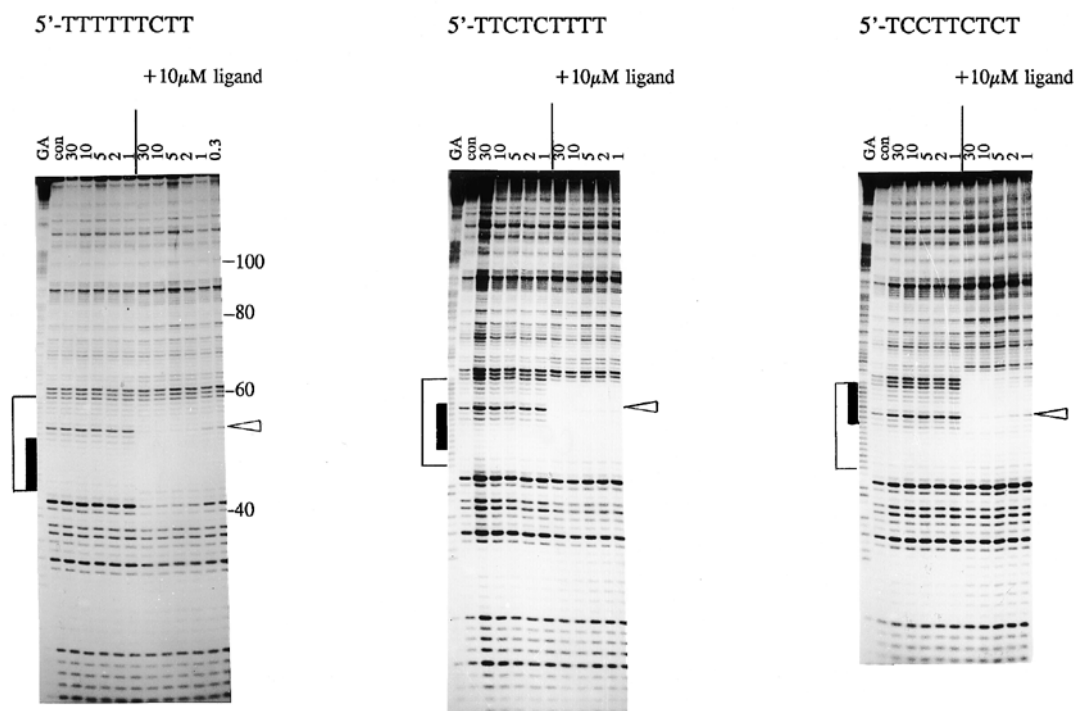 5'-TTTTTTCTT
+10μM ligand
GA con 30 10 5 2 1 30 10 5 2 1 0.3
-100
-80
-60
-40
5'-TTCTCTTTT
+10μM ligand
GA con 30 10 5 2 1 30 10 5 2 1
5'-TCCTTCTCT
+10μM ligand
GA con 30 10 5 2 1 30 10 5 2 1